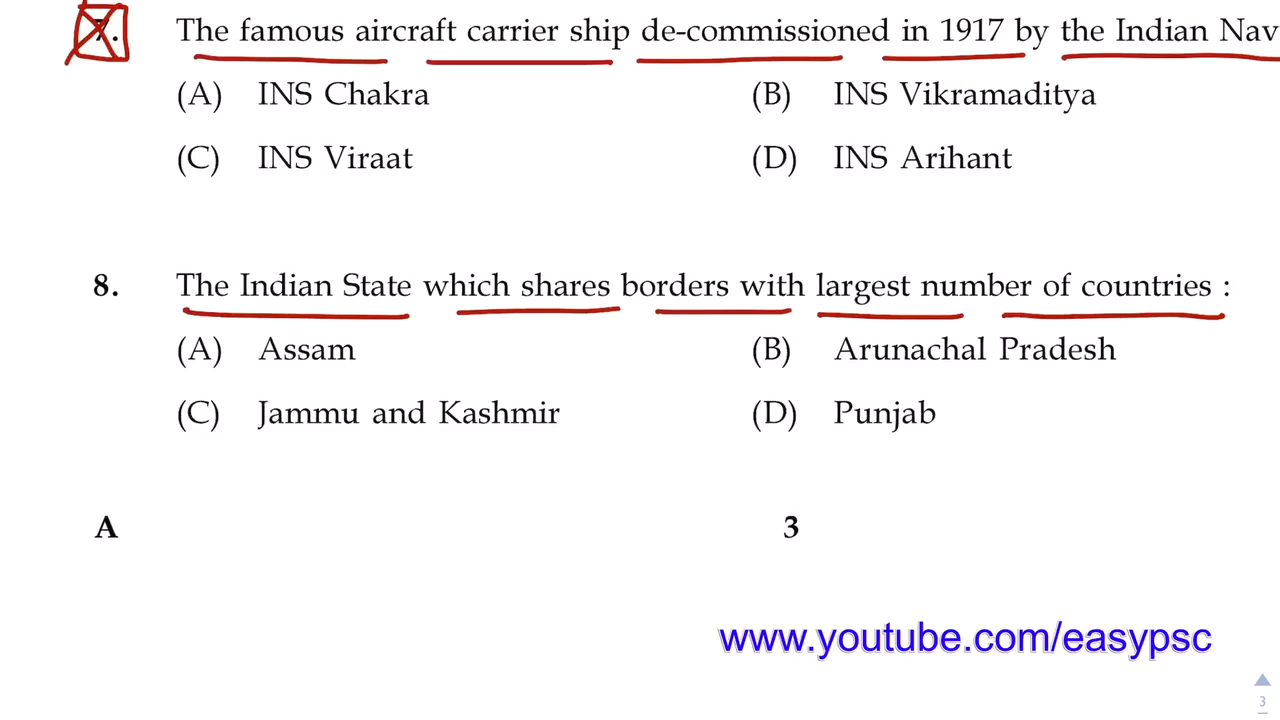 7. The famous aircraft carrier ship de-commissioned in 1917 by the Indian Nav
(A) INS Chakra (B) INS Vikramaditya
(C) INS Viraat (D) INS Arihant
8. The Indian State which shares borders with largest number of countries :
(A) Assam (B) Arunachal Pradesh
(C) Jammu and Kashmir (D) Punjab
A 3
www.youtube.com/easypsc
3